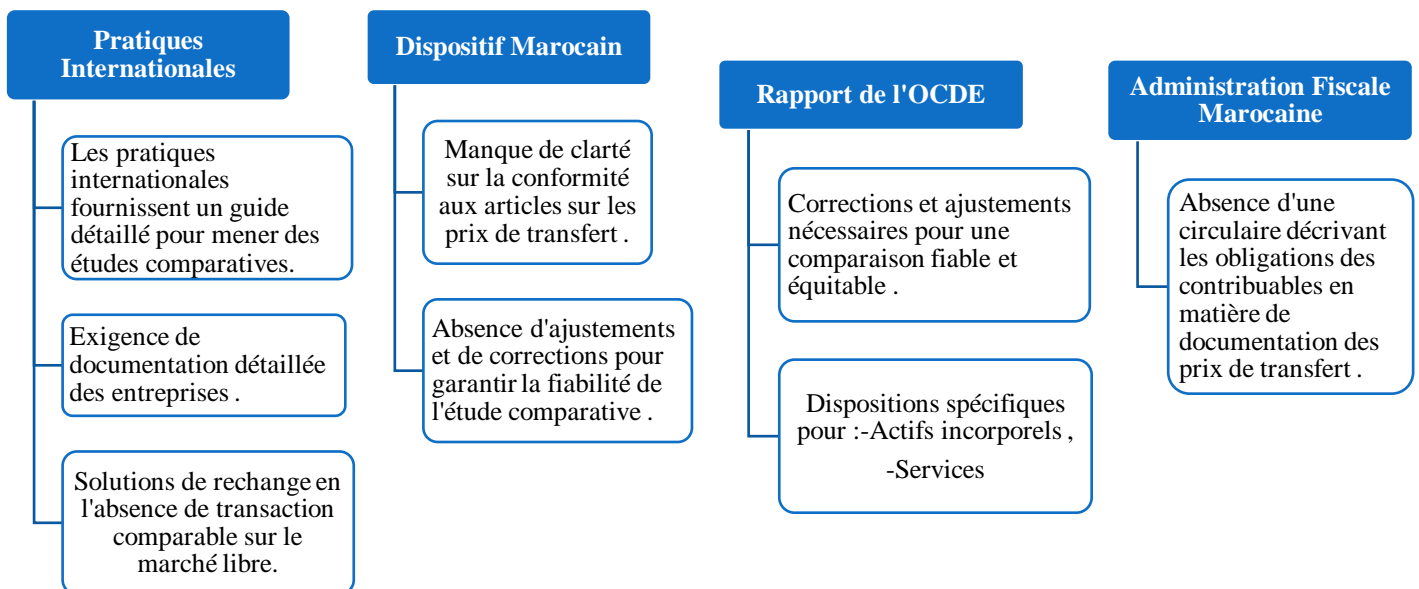 Pratiques
Internationales
Les pratiques
internationales
fournissent un guide
détaillé pour mener des
études comparatives.
Exigence de
documentation détaillée
des entreprises .
Solutions de rechange en
l'absence de transaction
comparable sur le
marché libre.
Dispositif Marocain
Manque de clarté
sur la conformité
aux articles sur les
prix de transfert .
Absence d'ajustements
et de corrections pour
garantir la fiabilité de
l'étude comparative .
Rapport de l'OCDE
Corrections et ajustements
nécessaires pour une
comparaison fiable et
équitable .
Dispositions spécifiques
pour :-Actifs incorporels ,
-Services
Administration Fiscale
Marocaine
Absence d'une
circulaire décrivant
les obligations des
contribuables en
matière de
documentation des
prix de transfert .